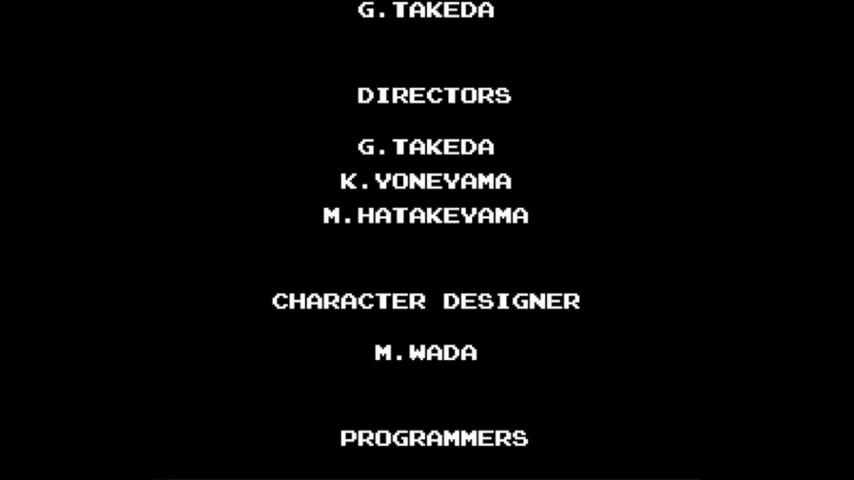 G.TAKEDA
DIRECTORS
G.TAKEDA
K.YONEYAMA
M.HATAKEYAMA
CHARACTER DESIGNER
M.WADA
PROGRAMMERS